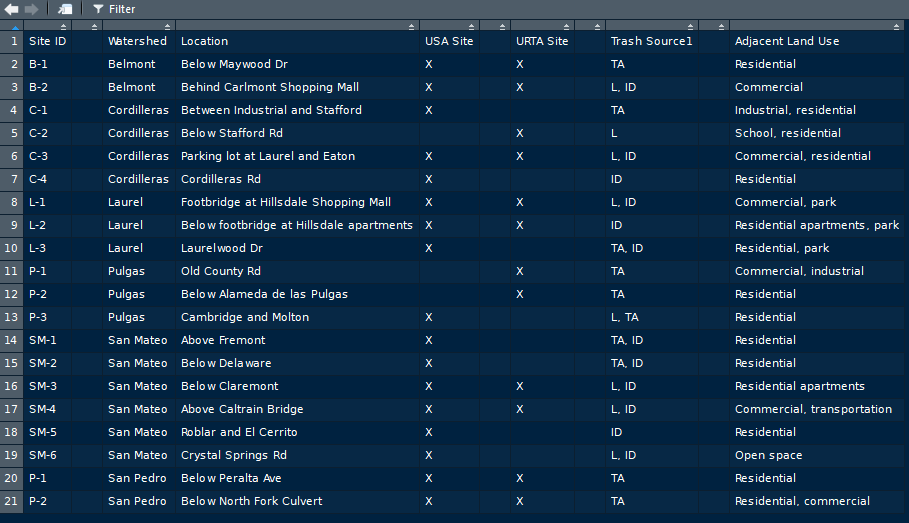 Filter
1 Site ID Watershed Location USA Site URTA Site Trash Source1 Adjacent Land Use
2 B-1 Belmont Below Maywood Dr X X TA Residential
3 B-2 Belmont Behind Carlmont Shopping Mall X X L, ID Commercial
4 C-1 Cordilleras Between Industrial and Stafford X TA Industrial, residential
5 C-2 Cordilleras Below Stafford Rd X L School, residential
6 C-3 Cordilleras Parking lot at Laurel and Eaton X X L, ID Commercial, residential
7 C-4 Cordilleras Cordilleras Rd X ID Residential
8 L-1 Laurel Footbridge at Hillsdale Shopping Mall X X L, ID Commercial, park
9 L-2 Laurel Below footbridge at Hillsdale apartments X X ID Residential apartments, park
10 L-3 Laurel Laurelwood Dr X TA, ID Residential, park
11 P-1 Pulgas Old County Rd X TA Commercial, industrial
12 P-2 Pulgas Below Alameda de las Pulgas X TA Residential
13 P-3 Pulgas Cambridge and Molton X L, TA Residential
14 SM-1 San Mateo Above Fremont X TA, ID Residential
15 SM-2 San Mateo Below Delaware X TA, ID Residential
16 SM-3 San Mateo Below Claremont X X L, ID Residential apartments
17 SM-4 San Mateo Above Caltrain Bridge X X L, ID Commercial, transportation
18 SM-5 San Mateo Roblar and El Cerrito X ID Residential
19 SM-6 San Mateo Crystal Springs Rd X L, ID Open space
20 P-1 San Pedro Below Peralta Ave X X TA Residential
21 P-2 San Pedro Below North Fork Culvert X X TA Residential, commercial